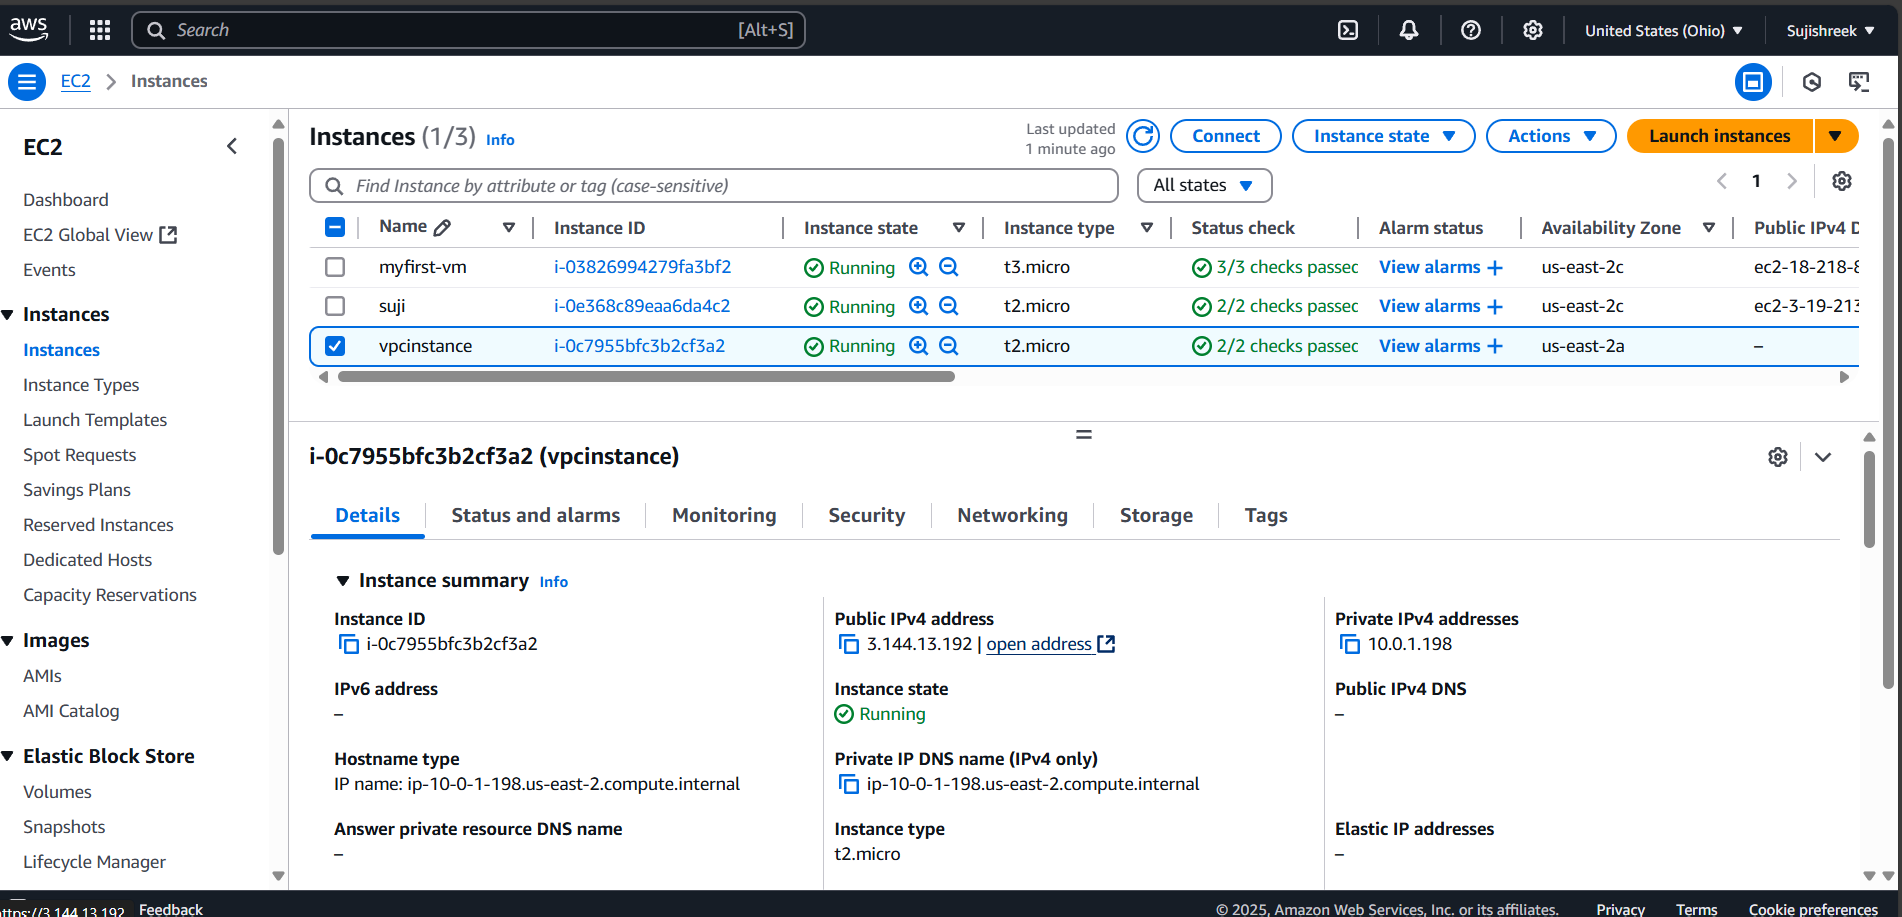 aws
Search [Alt+S]
United States (Ohio)
Sujishreek
EC2 > Instances
EC2
Dashboard
EC2 Global View
Events
Instances
Instances
Instance Types
Launch Templates
Spot Requests
Savings Plans
Reserved Instances
Dedicated Hosts
Capacity Reservations
Images
AMIs
AMI Catalog
Elastic Block Store
Volumes
Snapshots
Lifecycle Manager
Instances (1/3) Info
Last updated
1 minute ago
Connect
Instance state
Actions
Launch instances
Find Instance by attribute or tag (case-sensitive)
All states
1
Name Instance ID Instance state Instance type Status check Alarm status Availability Zone Public IPv4 D
myfirst-vm i-03826994279fa3bf2 Running t3.micro 3/3 checks passec View alarms + us-east-2c ec2-18-218-8
suji i-0e368c89eaa6da4c2 Running t2.micro 2/2 checks passec View alarms + us-east-2c ec2-3-19-213
vpcinstance i-0c7955bfc3b2cf3a2 Running t2.micro 2/2 checks passec View alarms + us-east-2a –
i-0c7955bfc3b2cf3a2 (vpcinstance)
Details Status and alarms Monitoring Security Networking Storage Tags
Instance summary Info
Instance ID
i-0c7955bfc3b2cf3a2
Public IPv4 address
3.144.13.192 | open address
Private IPv4 addresses
10.0.1.198
IPv6 address
–
Instance state
Running
Public IPv4 DNS
–
Hostname type
IP name: ip-10-0-1-198.us-east-2.compute.internal
Private IP DNS name (IPv4 only)
ip-10-0-1-198.us-east-2.compute.internal
Answer private resource DNS name
–
Instance type
t2.micro
Elastic IP addresses
–
ttps://3.144.13.192
Feedback
© 2025, Amazon Web Services, Inc. or its affiliates.
Privacy Terms Cookie preferences